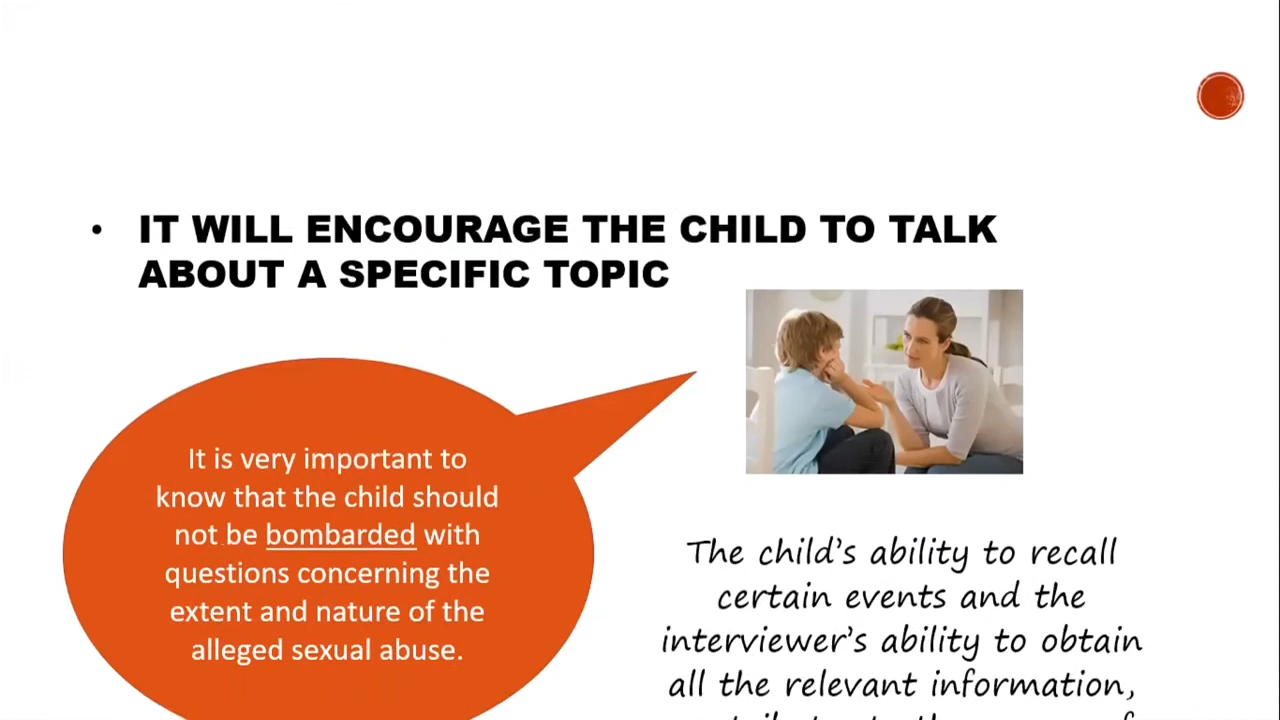 • IT WILL ENCOURAGE THE CHILD TO TALK
ABOUT A SPECIFIC TOPIC
It is very important to
know that the child should
not be bombarded with
questions concerning the
extent and nature of the
alleged sexual abuse.
The child's ability to recall
certain events and the
interviewer's ability to obtain
all the relevant information,